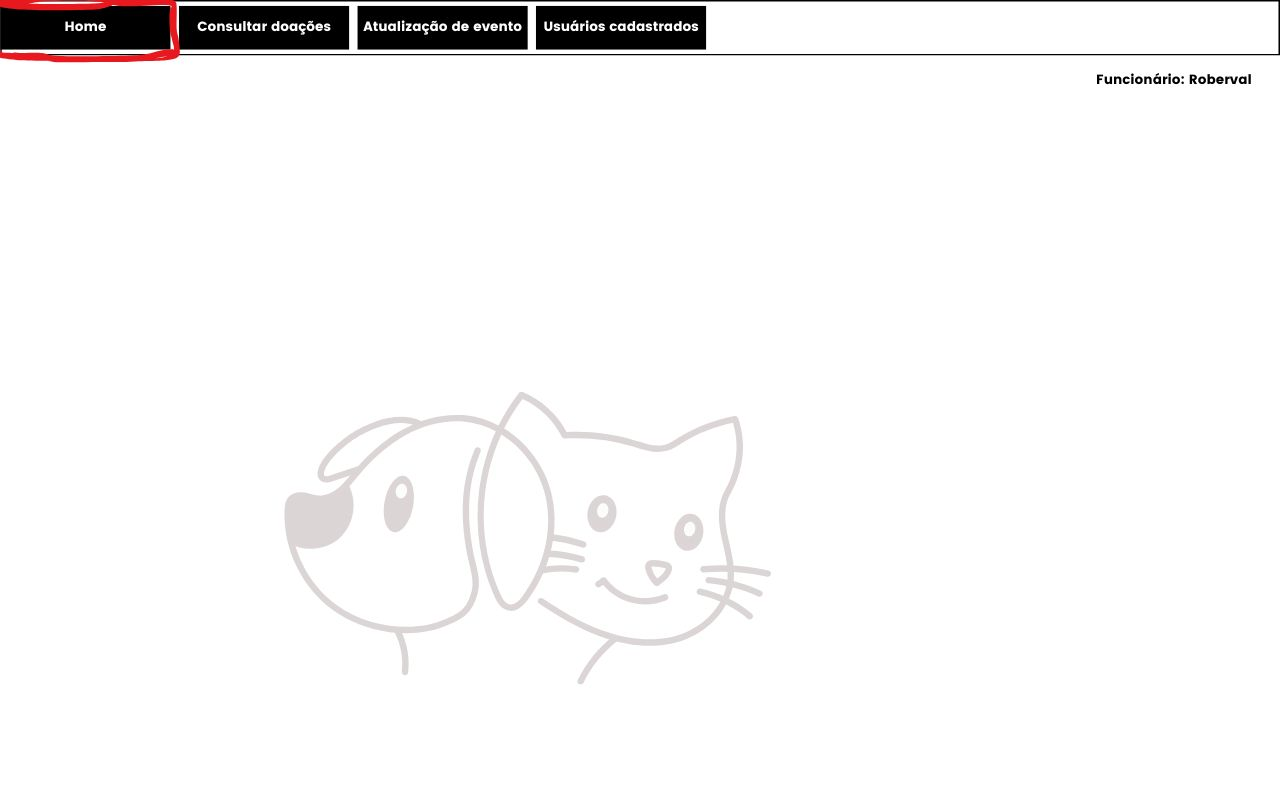 Home
Consultar doações
Atualização de evento
Usuários cadastrados
Funcionário: Roberval